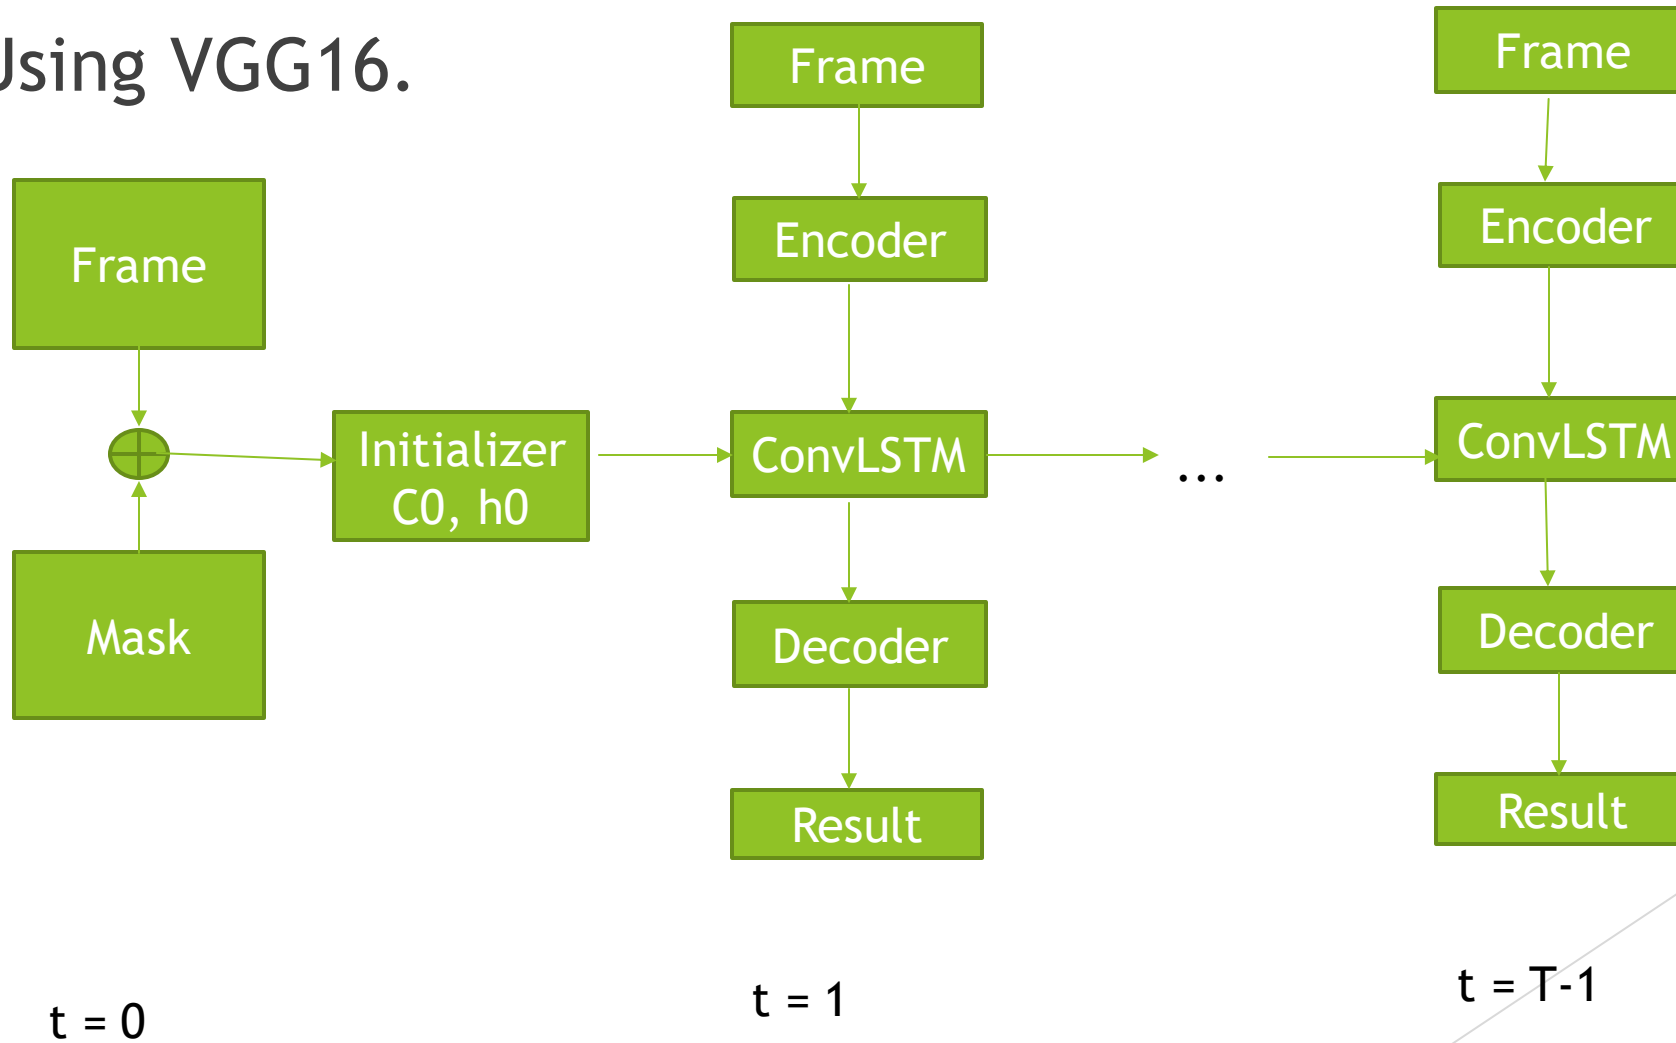 Using VGG16.
Frame
Mask
Initializer
C0, h0
t = 0
Frame
Encoder
ConvLSTM
Decoder
Result
t = 1
...
Frame
Encoder
ConvLSTM
Decoder
Result
t = T-1